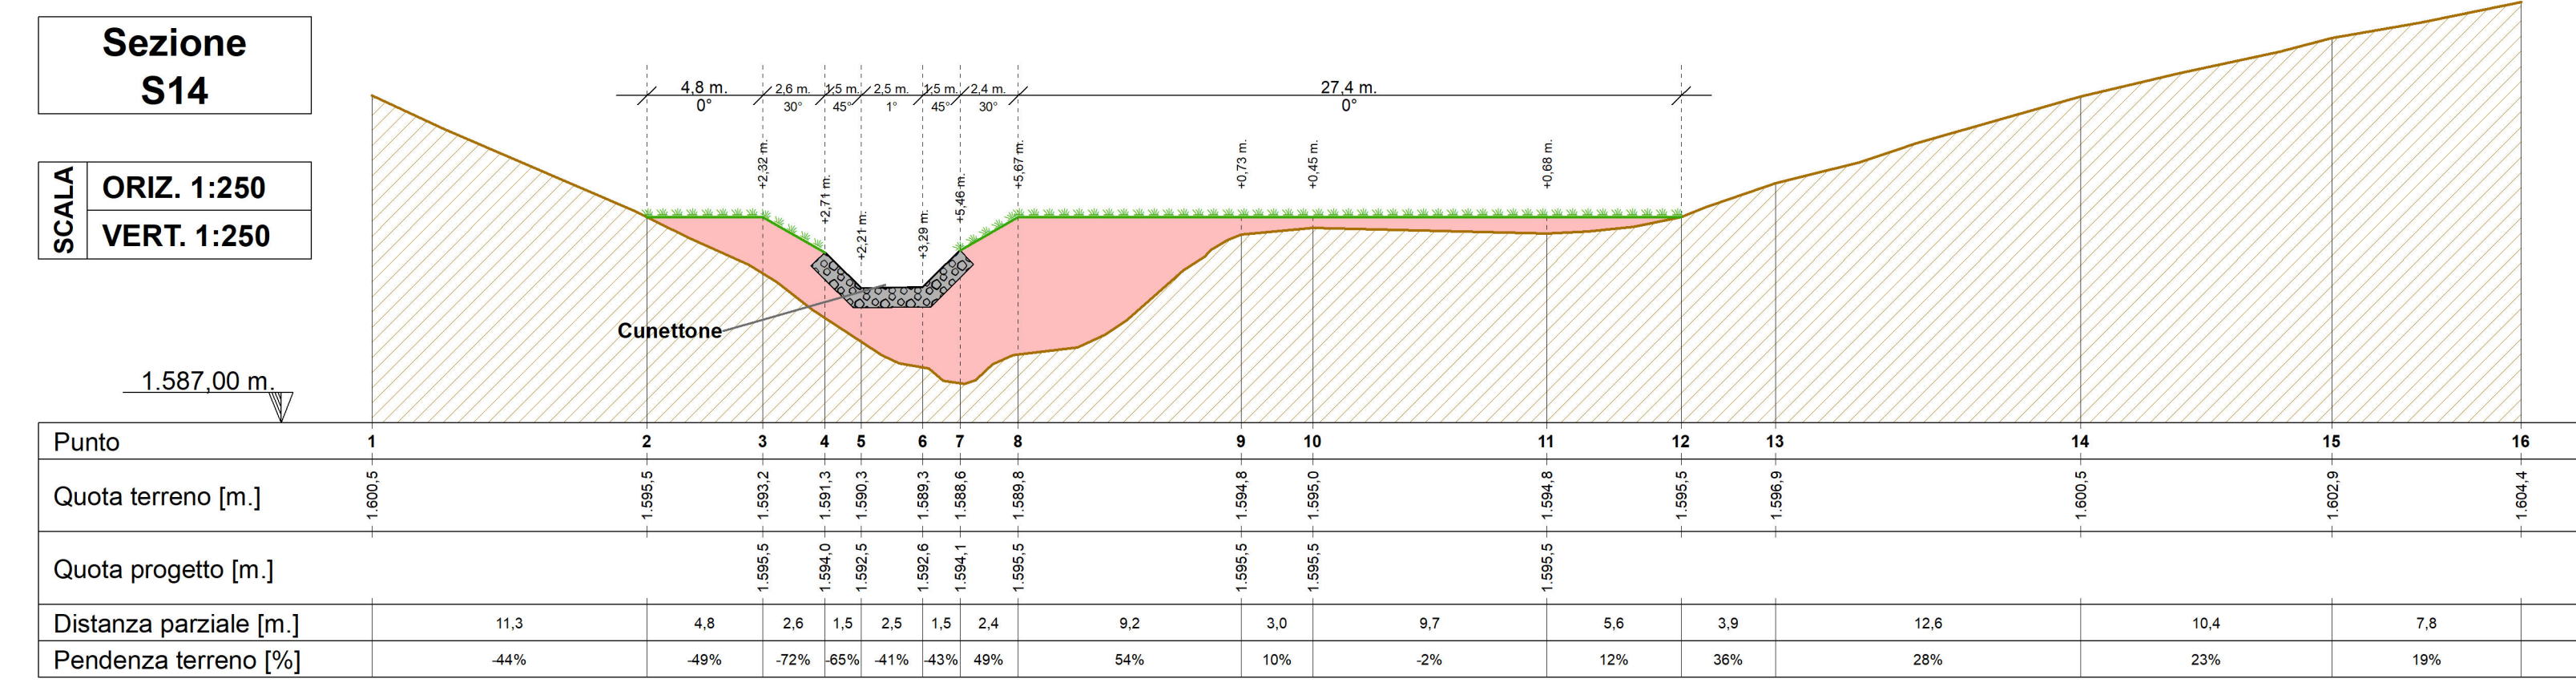 Sezione
S14
SCALA
ORIZ. 1:250
VERT. 1:250
4,8 m. 2,6 m. 1,5 m. 2,5 m. 1,5 m. 2,4 m. 27,4 m.
0° 30° 45° 1° 45° 30° 0°
+2,32 m. +2,71 m. +2,21 m. +3,29 m. +5,46 m. +5,67 m. +0,73 m. +0,45 m. +0,68 m.
Cunettone
1.587,00 m.
Punto 1 2 3 4 5 6 7 8 9 10 11 12 13 14 15 16
Quota terreno [m.] 1.600,5 1.595,5 1.593,2 1.591,3 1.590,3 1.589,3 1.588,6 1.589,8 1.594,8 1.595,0 1.594,8 1.595,5 1.596,9 1.600,5 1.602,9 1.604,4
Quota progetto [m.] 1.595,5 1.594,0 1.592,5 1.592,6 1.594,1 1.595,5 1.595,5 1.595,5 1.595,5
Distanza parziale [m.] 11,3 4,8 2,6 1,5 2,5 1,5 2,4 9,2 3,0 9,7 5,6 3,9 12,6 10,4 7,8
Pendenza terreno [%] -44% -49% -72% -65% -41% -43% 49% 54% 10% -2% 12% 36% 28% 23% 19%